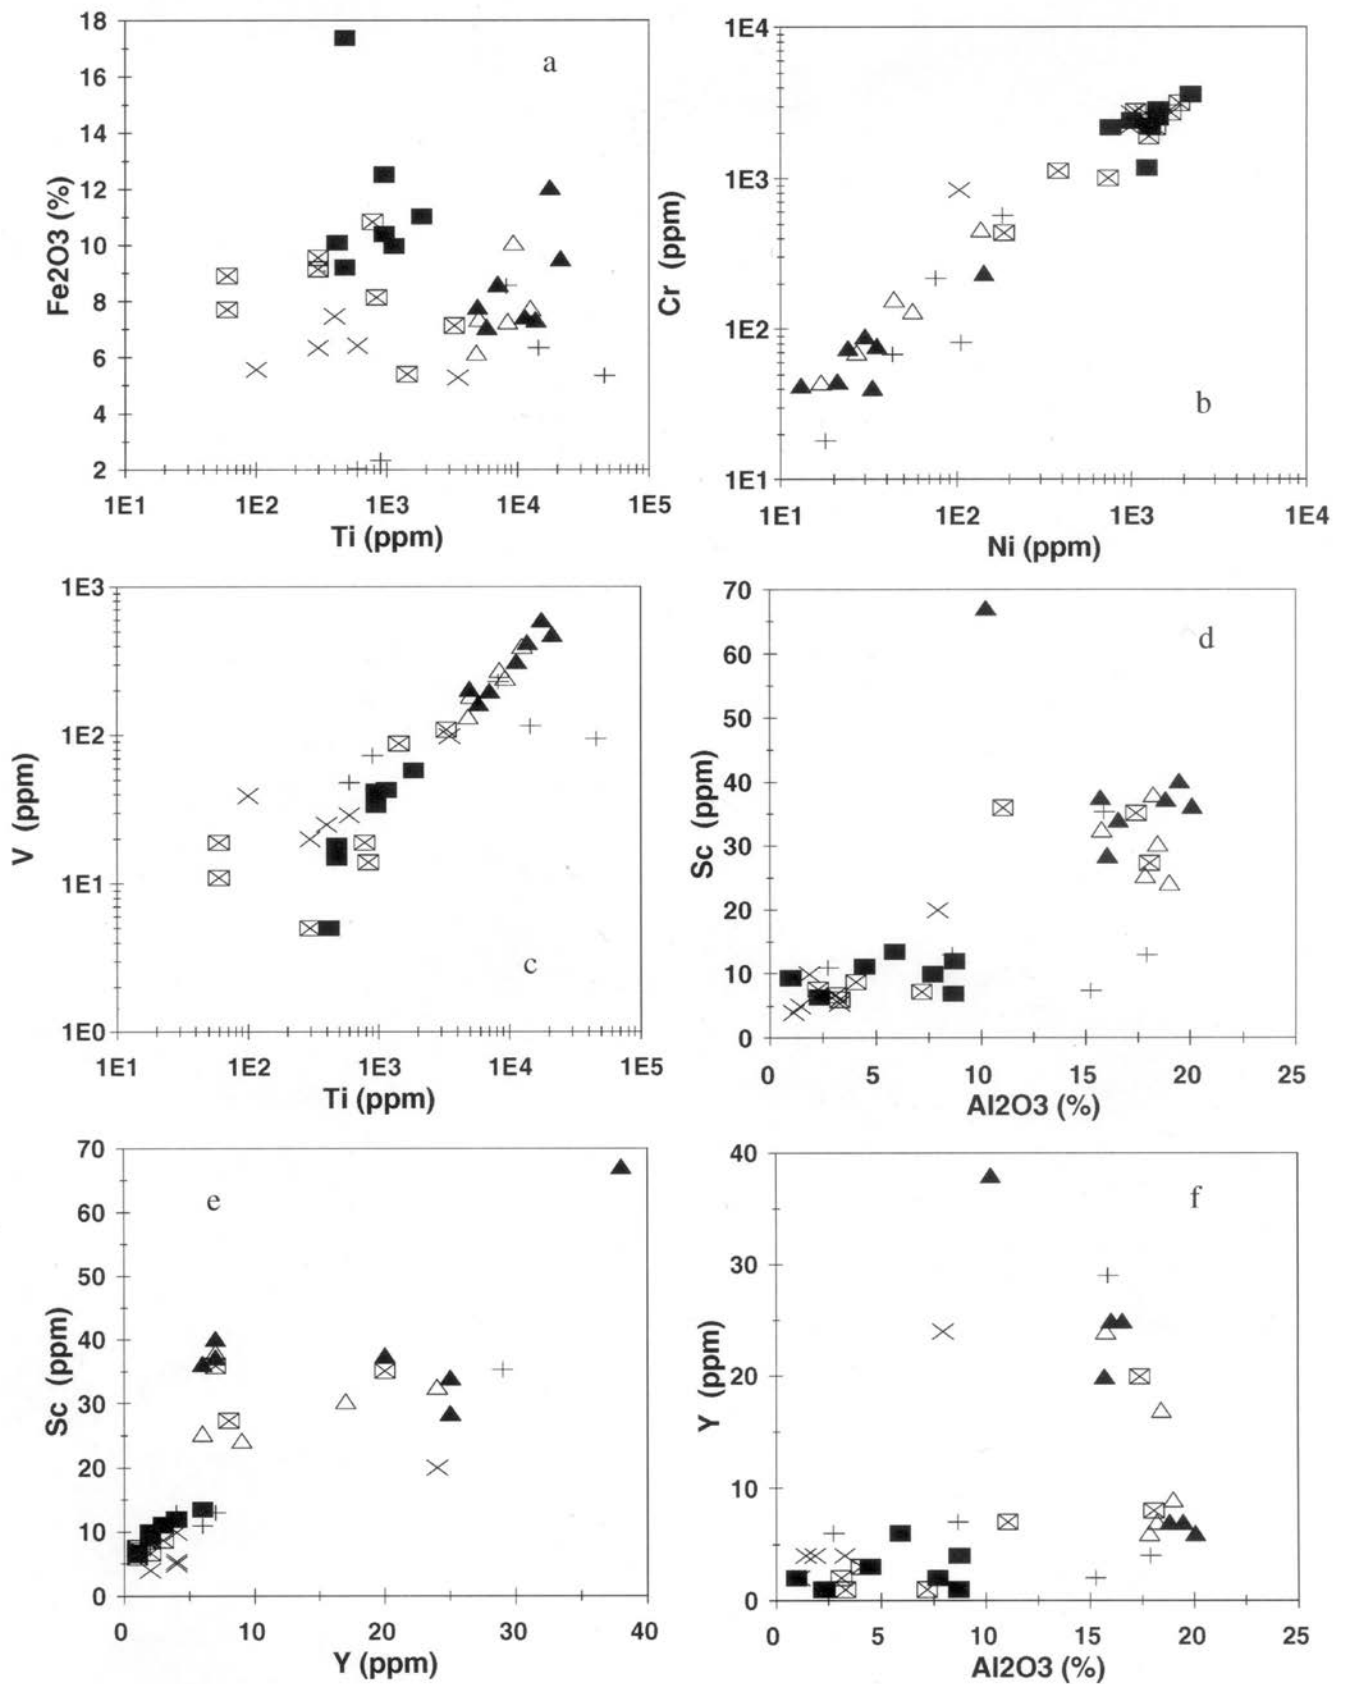 18
16
14
12
10
8
6
4
2
Fe2O3 (%)
a
1E1 1E2 1E3 1E4 1E5
Ti (ppm)
1E4
1E3
1E2
1E1
Cr (ppm)
b
1E1 1E2 1E3 1E4
Ni (ppm)
1E3
1E2
1E1
1E0
V (ppm)
c
1E1 1E2 1E3 1E4 1E5
Ti (ppm)
70
60
50
40
30
20
10
0
Sc (ppm)
d
0 5 10 15 20 25
Al2O3 (%)
70
60
50
40
30
20
10
0
Sc (ppm)
e
0 10 20 30 40
Y (ppm)
40
30
20
10
0
Y (ppm)
f
0 5 10 15 20 25
Al2O3 (%)